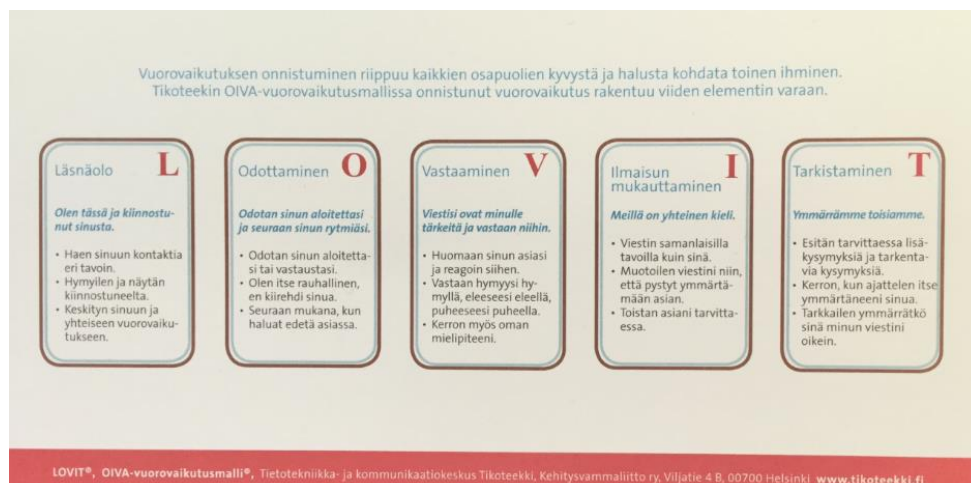 Vuorovaikutuksen onnistuminen riippuu kaikkien osapuolien kyvystä ja halusta kohdata toinen ihminen.
Tikoteekin OIVA-vuorovaikutusmallissa onnistunut vuorovaikutus rakentuu viiden elementin varaan.
Läsnäolo L
Olen tässä ja kiinnostu-
nut sinusta.
• Haen sinuun kontaktia
eri tavoin.
• Hymyilen ja näytän
kiinnostuneelta.
• Keskityn sinuun ja
yhteiseen vuorovaiku-
tukseen.
Odottaminen O
Odotan sinun aloitettasi
ja seuraan sinun rytmiäsi.
• Odotan sinun aloitetta-
si tai vastaustasi.
• Olen itse rauhallinen,
en kiirehdi sinua.
• Seuraan mukana, kun
haluat edetä asiassa.
Vastaaminen V
Viestisi ovat minulle
tärkeitä ja vastaan niihin.
• Huomaan sinun asiasi
ja reagoin siihen.
• Vastaan hymyysi hy-
myllä, eleeseesi eleellä,
puheeseesi puheella.
• Kerron myös oman
mielipiteeni.
Ilmaisun I
mukauttaminen
Meillä on yhteinen kieli.
• Viestin samanlaisilla
tavoilla kuin sinä.
• Muotoilen viestini niin,
että pystyt ymmärtä-
mään asian.
• Toistan asiani tarvitta-
essa.
Tarkistaminen T
Ymmärrämme toisiamme.
• Esitän tarvittaessa lisä-
kysymyksiä ja tarkenta-
via kysymyksiä.
• Kerron, kun ajattelen itse
ymmärtäneeni sinua.
• Tarkkailen ymmärrätkö
sinä minun viestini
oikein.
LOVIT®, OIVA-vuorovaikutusmalli®, Tietotekniikka- ja kommunikaatiokeskus Tikoteekki, Kehitysvammaliitto ry, Viljatie 4 B, 00700 Helsinki www.tikoteekki.fi